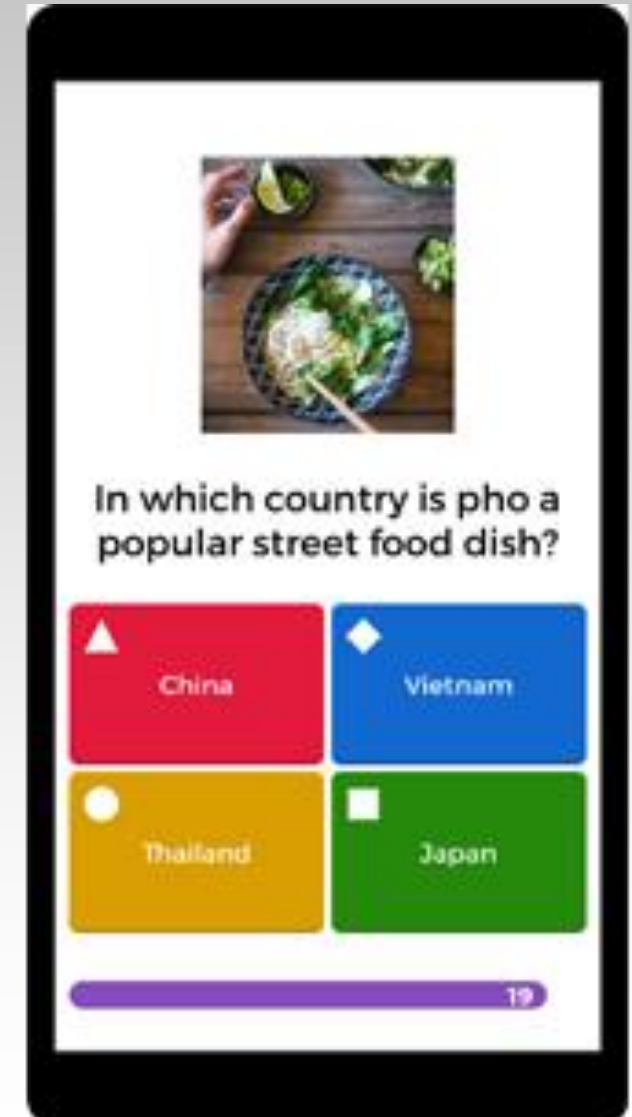 In which country is pho a
popular street food dish?
China
Vietnam
Thailand
Japan
19